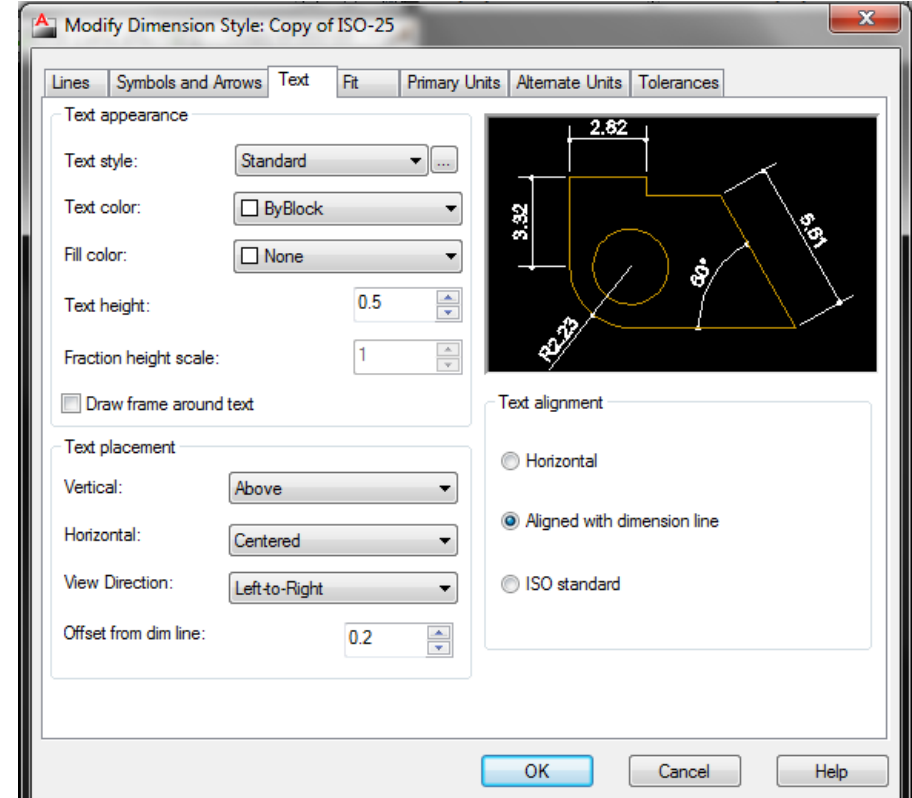 Modify Dimension Style: Copy of ISO-25
Lines Symbols and Arrows Text Fit Primary Units Alternate Units Tolerances
Text appearance
Text style: Standard ...
Text color: ByBlock
Fill color: None
Text height: 0.5
Fraction height scale: 1
Draw frame around text
Text placement
Vertical: Above
Horizontal: Centered
View Direction: Left-to-Right
Offset from dim line: 0.2
2.82
3.32
5.61
60°
R2.23
Text alignment
Horizontal
Aligned with dimension line
ISO standard
OK Cancel Help